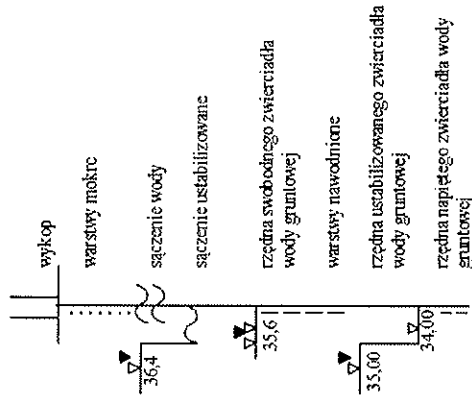 wykop
warstwy mokre
sączenie wody
sączenie ustabilizowane
36,4
rzędna swobodnego zwierciadła
wody gruntowej
35,6
warstwy nawodnione
rzędna ustabilizowanego zwierciadła
wody gruntowej
35,00
rzędna napiętego zwierciadła wody
gruntowej
34,00